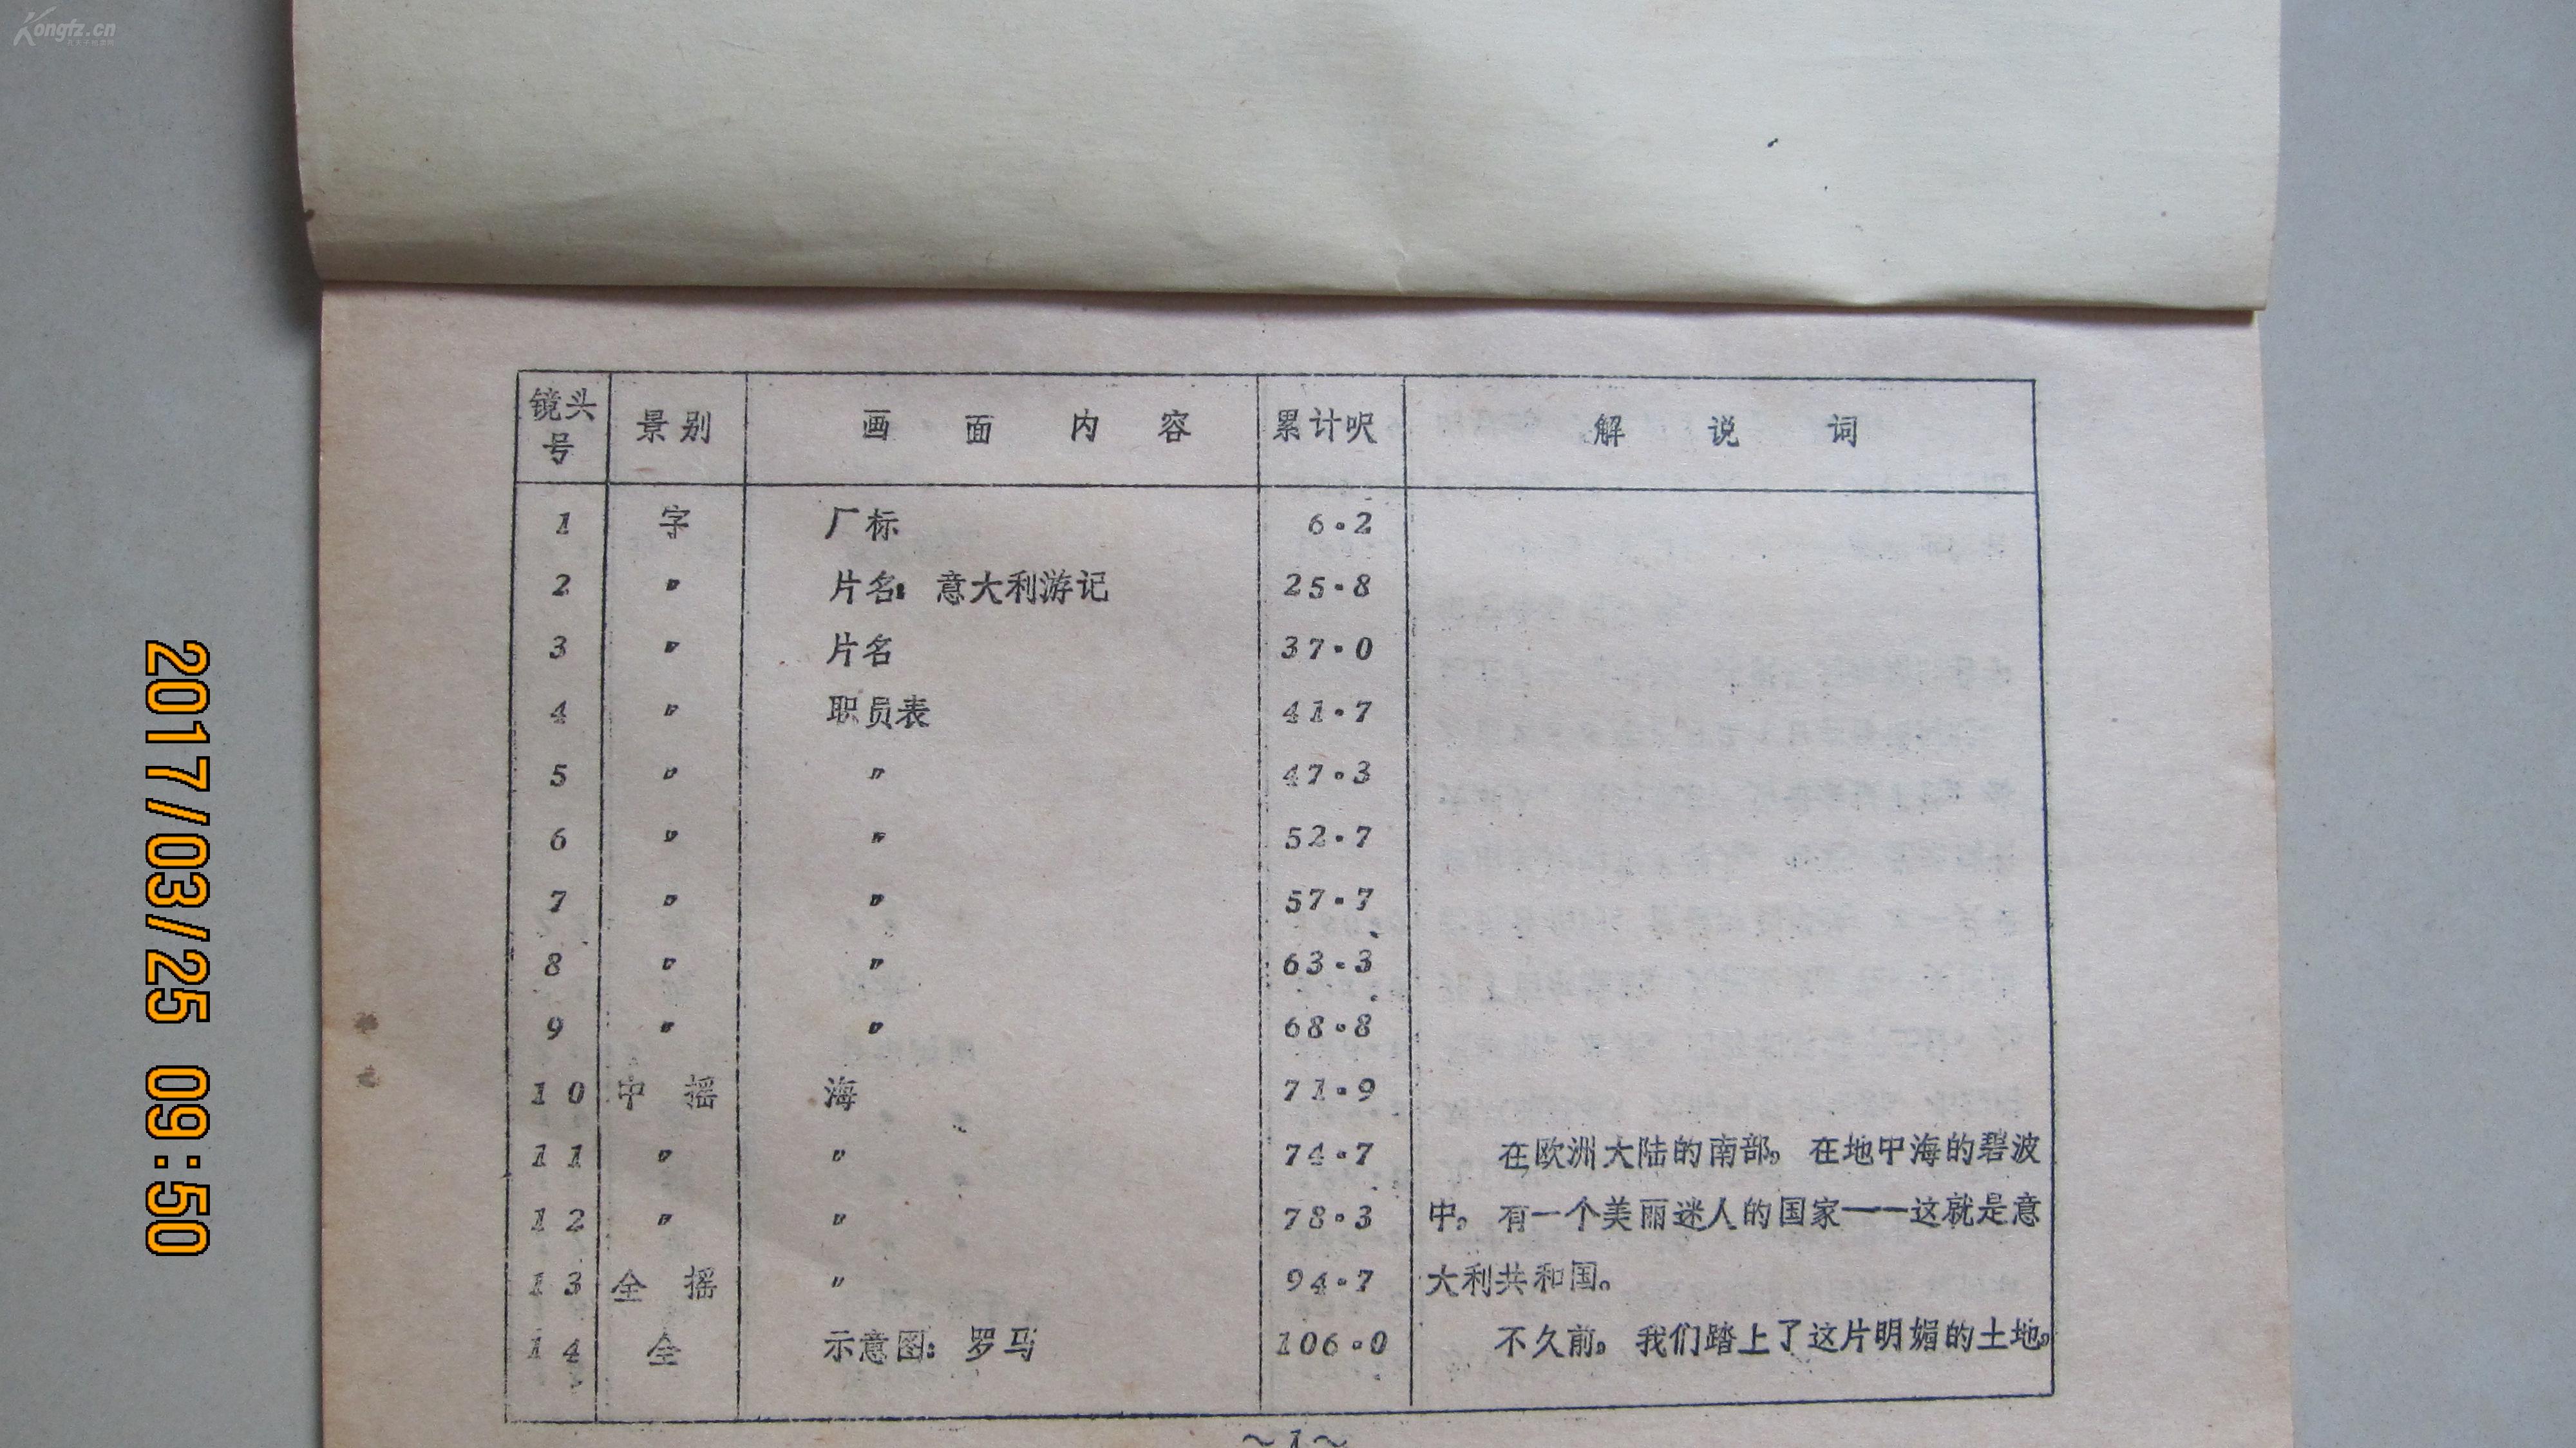 Kongfz.cn
镜头号 景别 画面内容 累计呎 解说词
1 字 厂标 6.2
2 〃 片名：意大利游记 25.8
3 〃 片名 37.0
4 〃 职员表 41.7
5 〃 〃 47.3
6 〃 〃 52.7
7 〃 〃 57.7
8 〃 〃 63.3
9 〃 〃 68.8
10 中摇 海 71.9
11 〃 〃 74.7 在欧洲大陆的南部，在地中海的碧波
12 〃 〃 78.3 中，有一个美丽迷人的国家——这就是意
13 全摇 〃 94.7 大利共和国。
14 全 示意图：罗马 106.0 不久前，我们踏上了这片明媚的土地，
～1～
2017/03/25 09:50